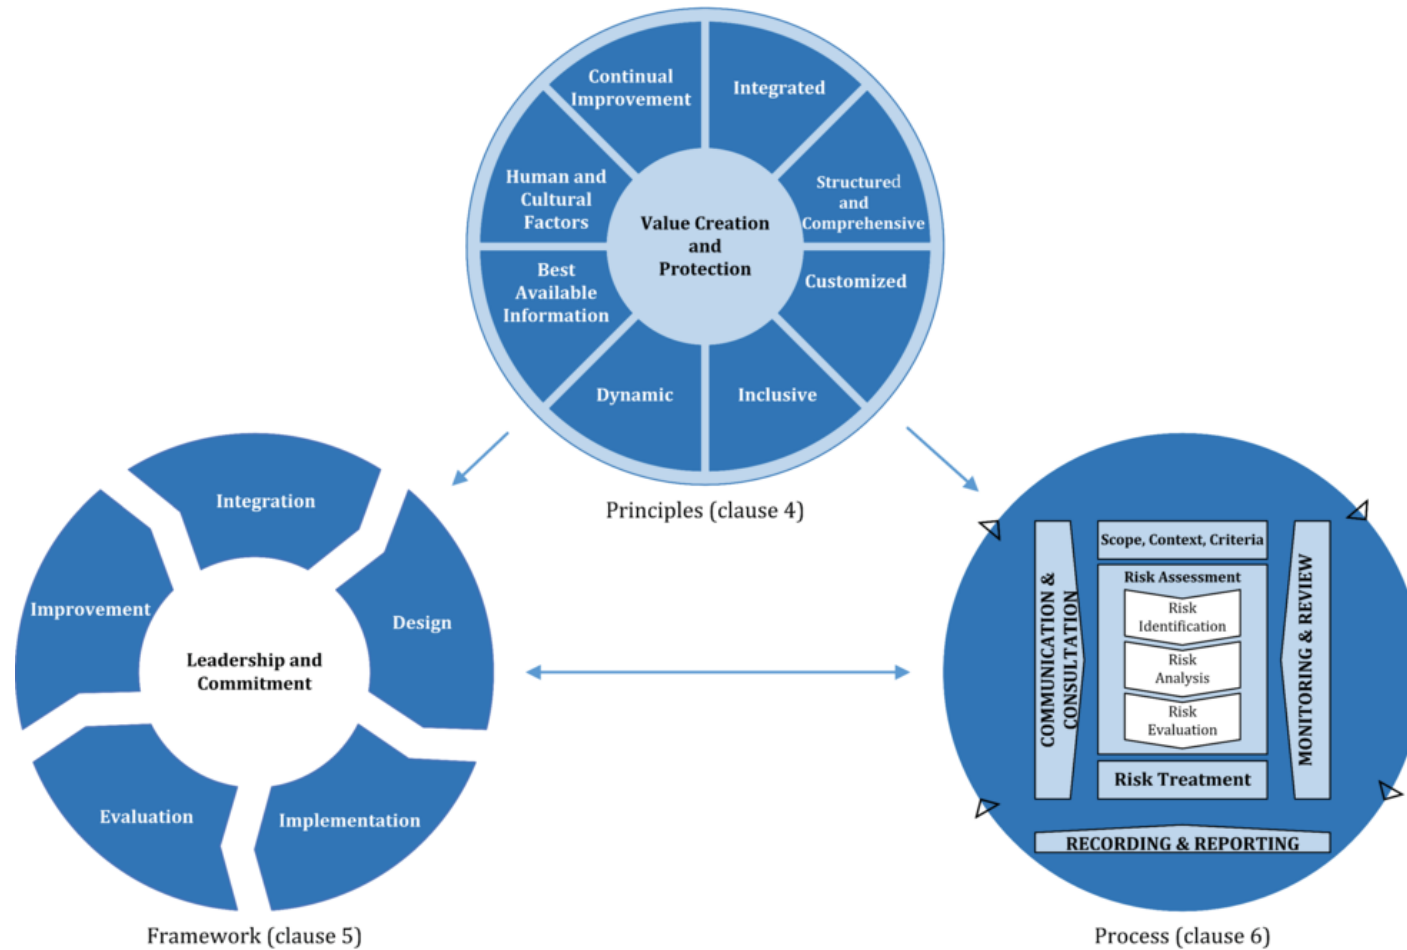 Continual
Improvement
Integrated
Structured
and
Comprehensive
Customized
Inclusive
Dynamic
Best
Available
Information
Human and
Cultural
Factors
Value Creation
and
Protection
Principles (clause 4)
Integration
Design
Implementation
Evaluation
Improvement
Leadership and
Commitment
Framework (clause 5)
Scope, Context, Criteria
Risk Assessment
Risk
Identification
Risk
Analysis
Risk
Evaluation
Risk Treatment
COMMUNICATION &
CONSULTATION
MONITORING & REVIEW
RECORDING & REPORTING
Process (clause 6)